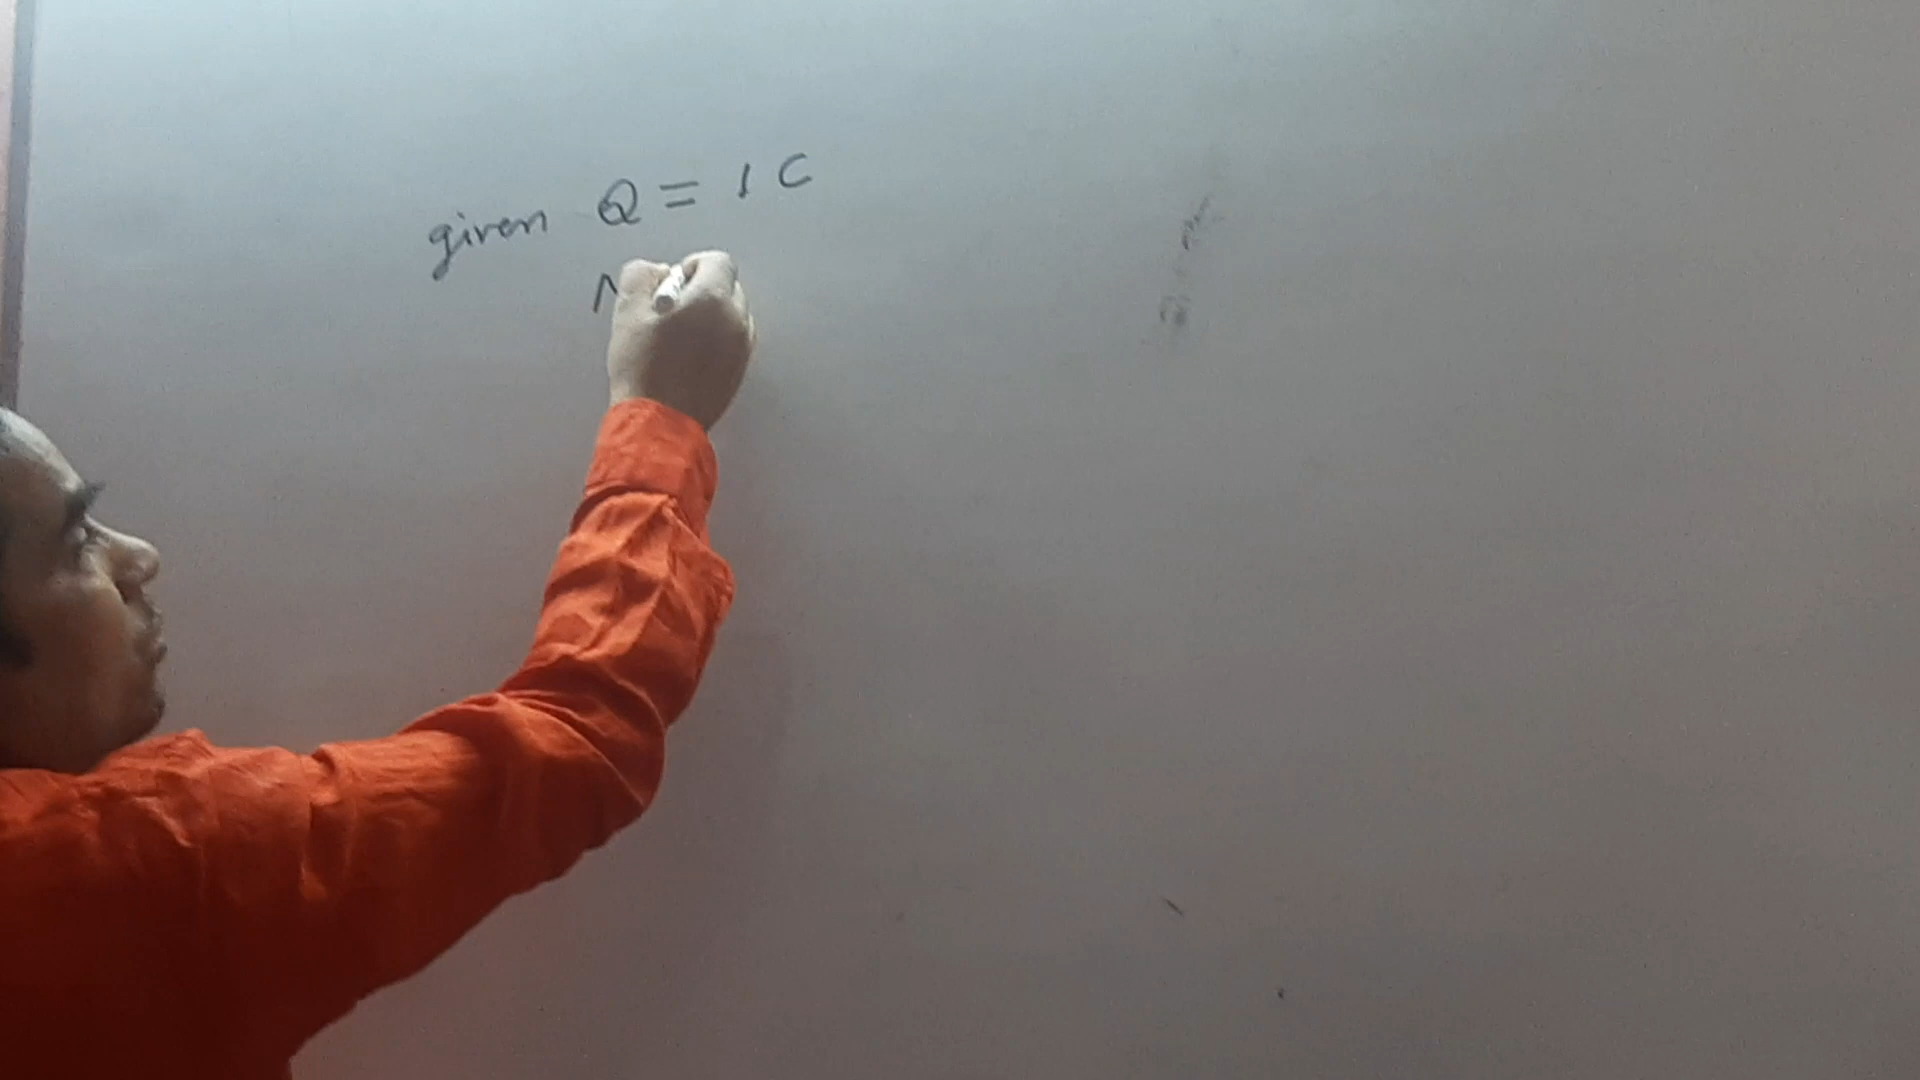 given Q = 1 C